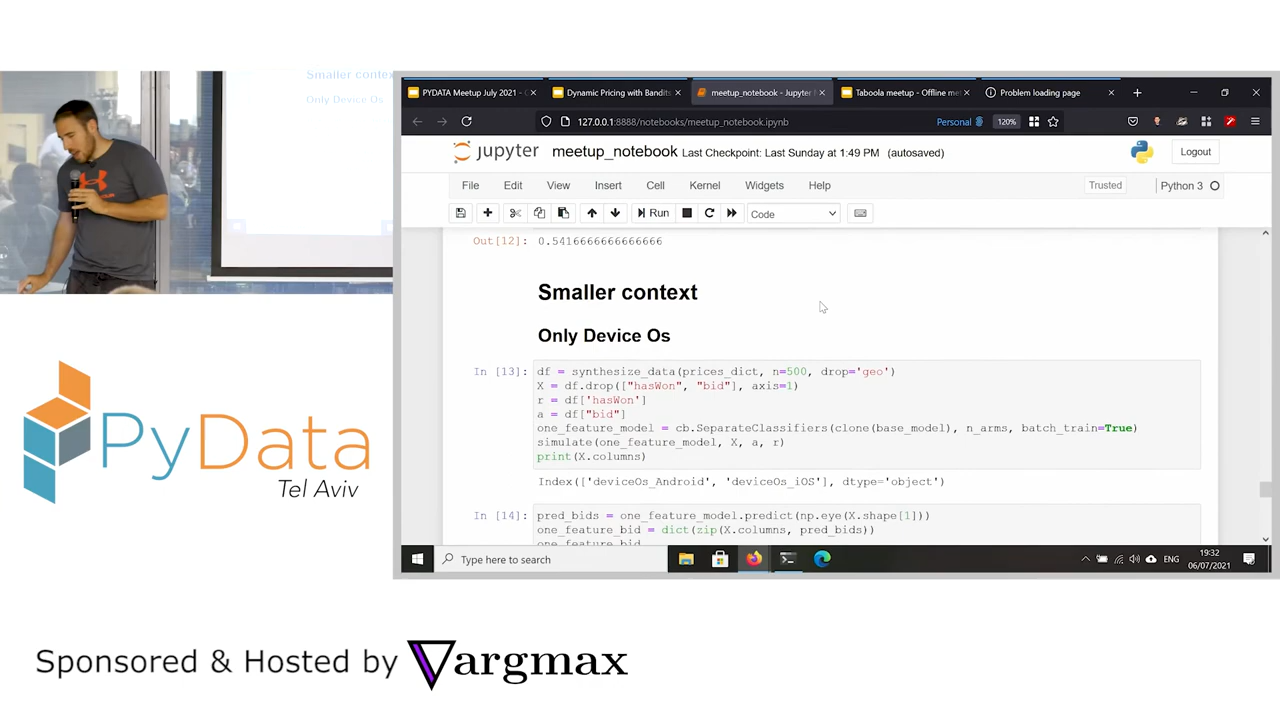 Smaller contex
Only Device Os
PYDATA Meetup July 2021 - G
Dynamic Pricing with Bandits
meetup_notebook - Jupyter
Taboola meetup - Offline me
Problem loading page
127.0.0.1:8888/notebooks/meetup_notebook.ipynb
Personal
120%
jupyter meetup_notebook Last Checkpoint: Last Sunday at 1:49 PM (autosaved)
Logout
File Edit View Insert Cell Kernel Widgets Help
Trusted
Python 3
Run
Code
Out[12]: 0.5416666666666666
Smaller context
Only Device Os
In [13]: df = synthesize_data(prices_dict, n=500, drop='geo')
X = df.drop(["hasWon", "bid"], axis=1)
r = df['hasWon']
a = df["bid"]
one_feature_model = cb.SeparateClassifiers(clone(base_model), n_arms, batch_train=True)
simulate(one_feature_model, X, a, r)
print(X.columns)
Index(['deviceOs_Android', 'deviceOs_iOS'], dtype='object')
In [14]: pred_bids = one_feature_model.predict(np.eye(X.shape[1]))
one_feature_bid = dict(zip(X.columns, pred_bids))
one_feature_bid
Type here to search
ENG
19:32
06/07/2021
PyData
Tel Aviv
Sponsored & Hosted by argmax